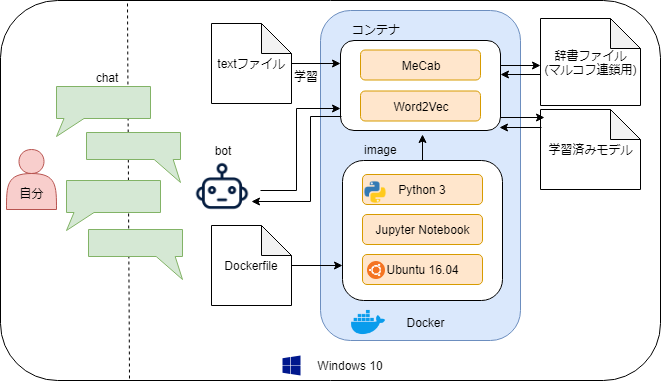 コンテナ
textファイル
学習
MeCab
Word2Vec
辞書ファイル
(マルコフ連鎖用)
chat
学習済みモデル
bot
image
自分
Python 3
Jupyter Notebook
Dockerfile
Ubuntu 16.04
Docker
Windows 10